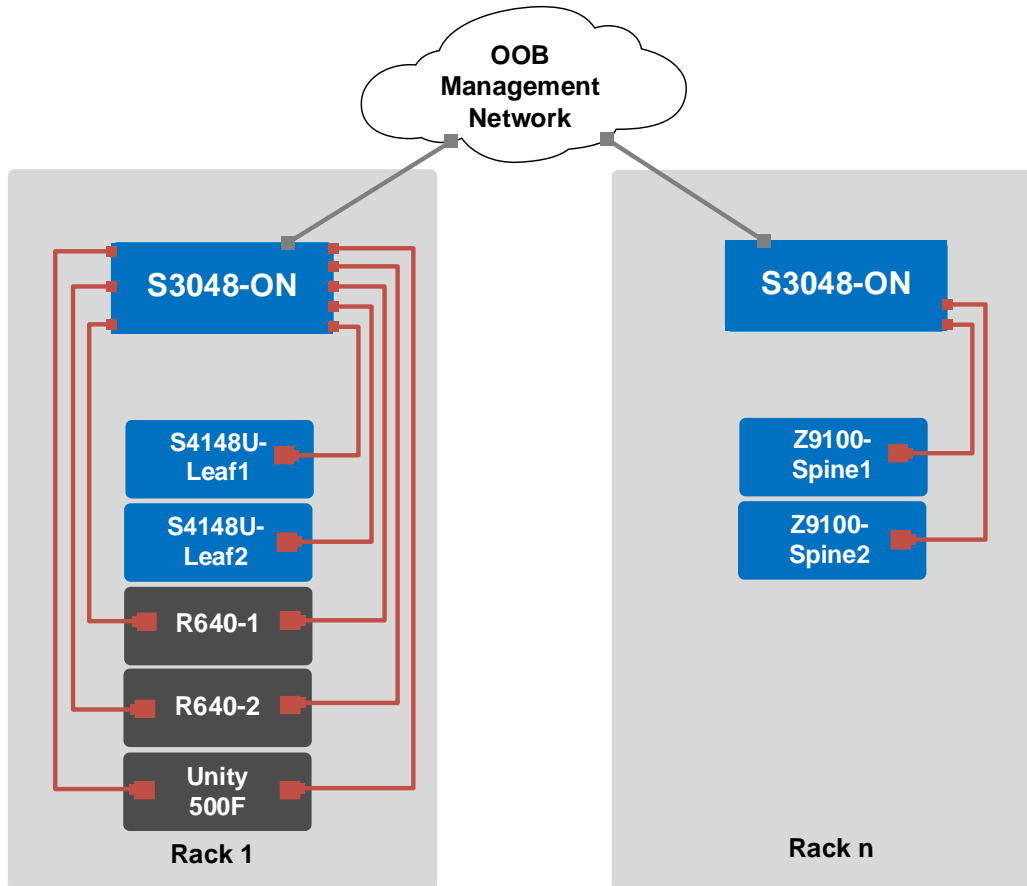 OOB
Management
Network
S3048-ON
S4148U-
Leaf1
S4148U-
Leaf2
R640-1
R640-2
Unity
500F
Rack 1
S3048-ON
Z9100-
Spine1
Z9100-
Spine2
Rack n